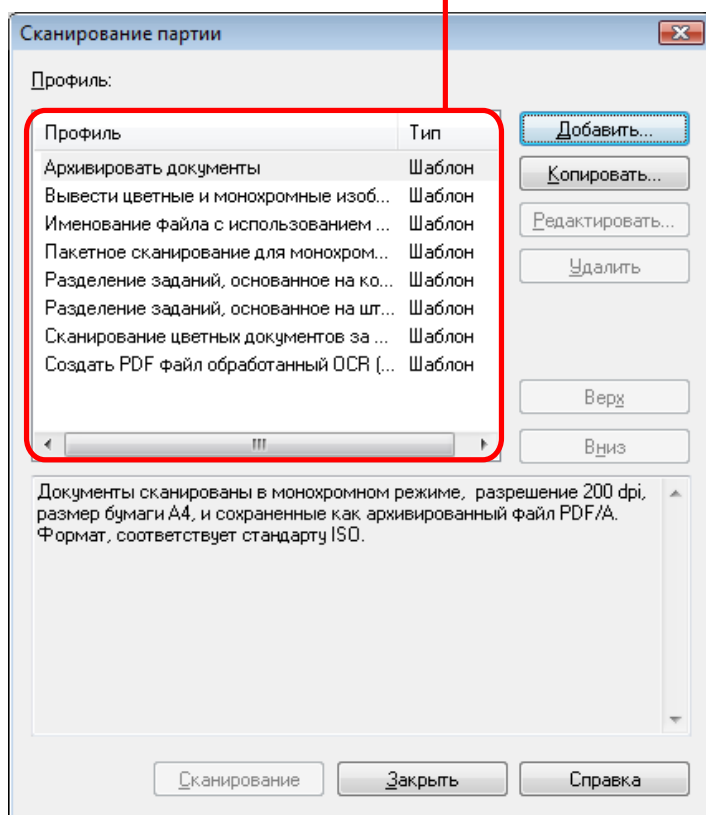 Сканирование партии
Профиль:
Профиль Тип
Архивировать документы Шаблон
Вывести цветные и монохромные изоб... Шаблон
Именование файла с использованием ... Шаблон
Пакетное сканирование для монохром... Шаблон
Разделение заданий, основанное на ко... Шаблон
Разделение заданий, основанное на шт... Шаблон
Сканирование цветных документов за ... Шаблон
Создать PDF файл обработанный OCR (... Шаблон
Добавить...
Копировать...
Редактировать...
Удалить
Верх
Вниз
Документы сканированы в монохромном режиме, разрешение 200 dpi,
размер бумаги A4, и сохраненные как архивированный файл PDF/A.
Формат, соответствует стандарту ISO.
Сканирование Закрыть Справка